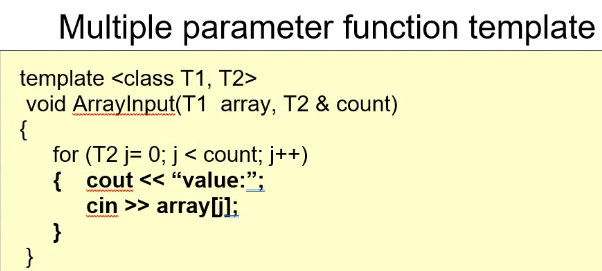 Multiple parameter function template
template <class T1, T2>
void ArrayInput(T1 array, T2 & count)
{
for (T2 j= 0; j < count; j++)
{ cout << “value:”;
cin >> array[j];
}
}